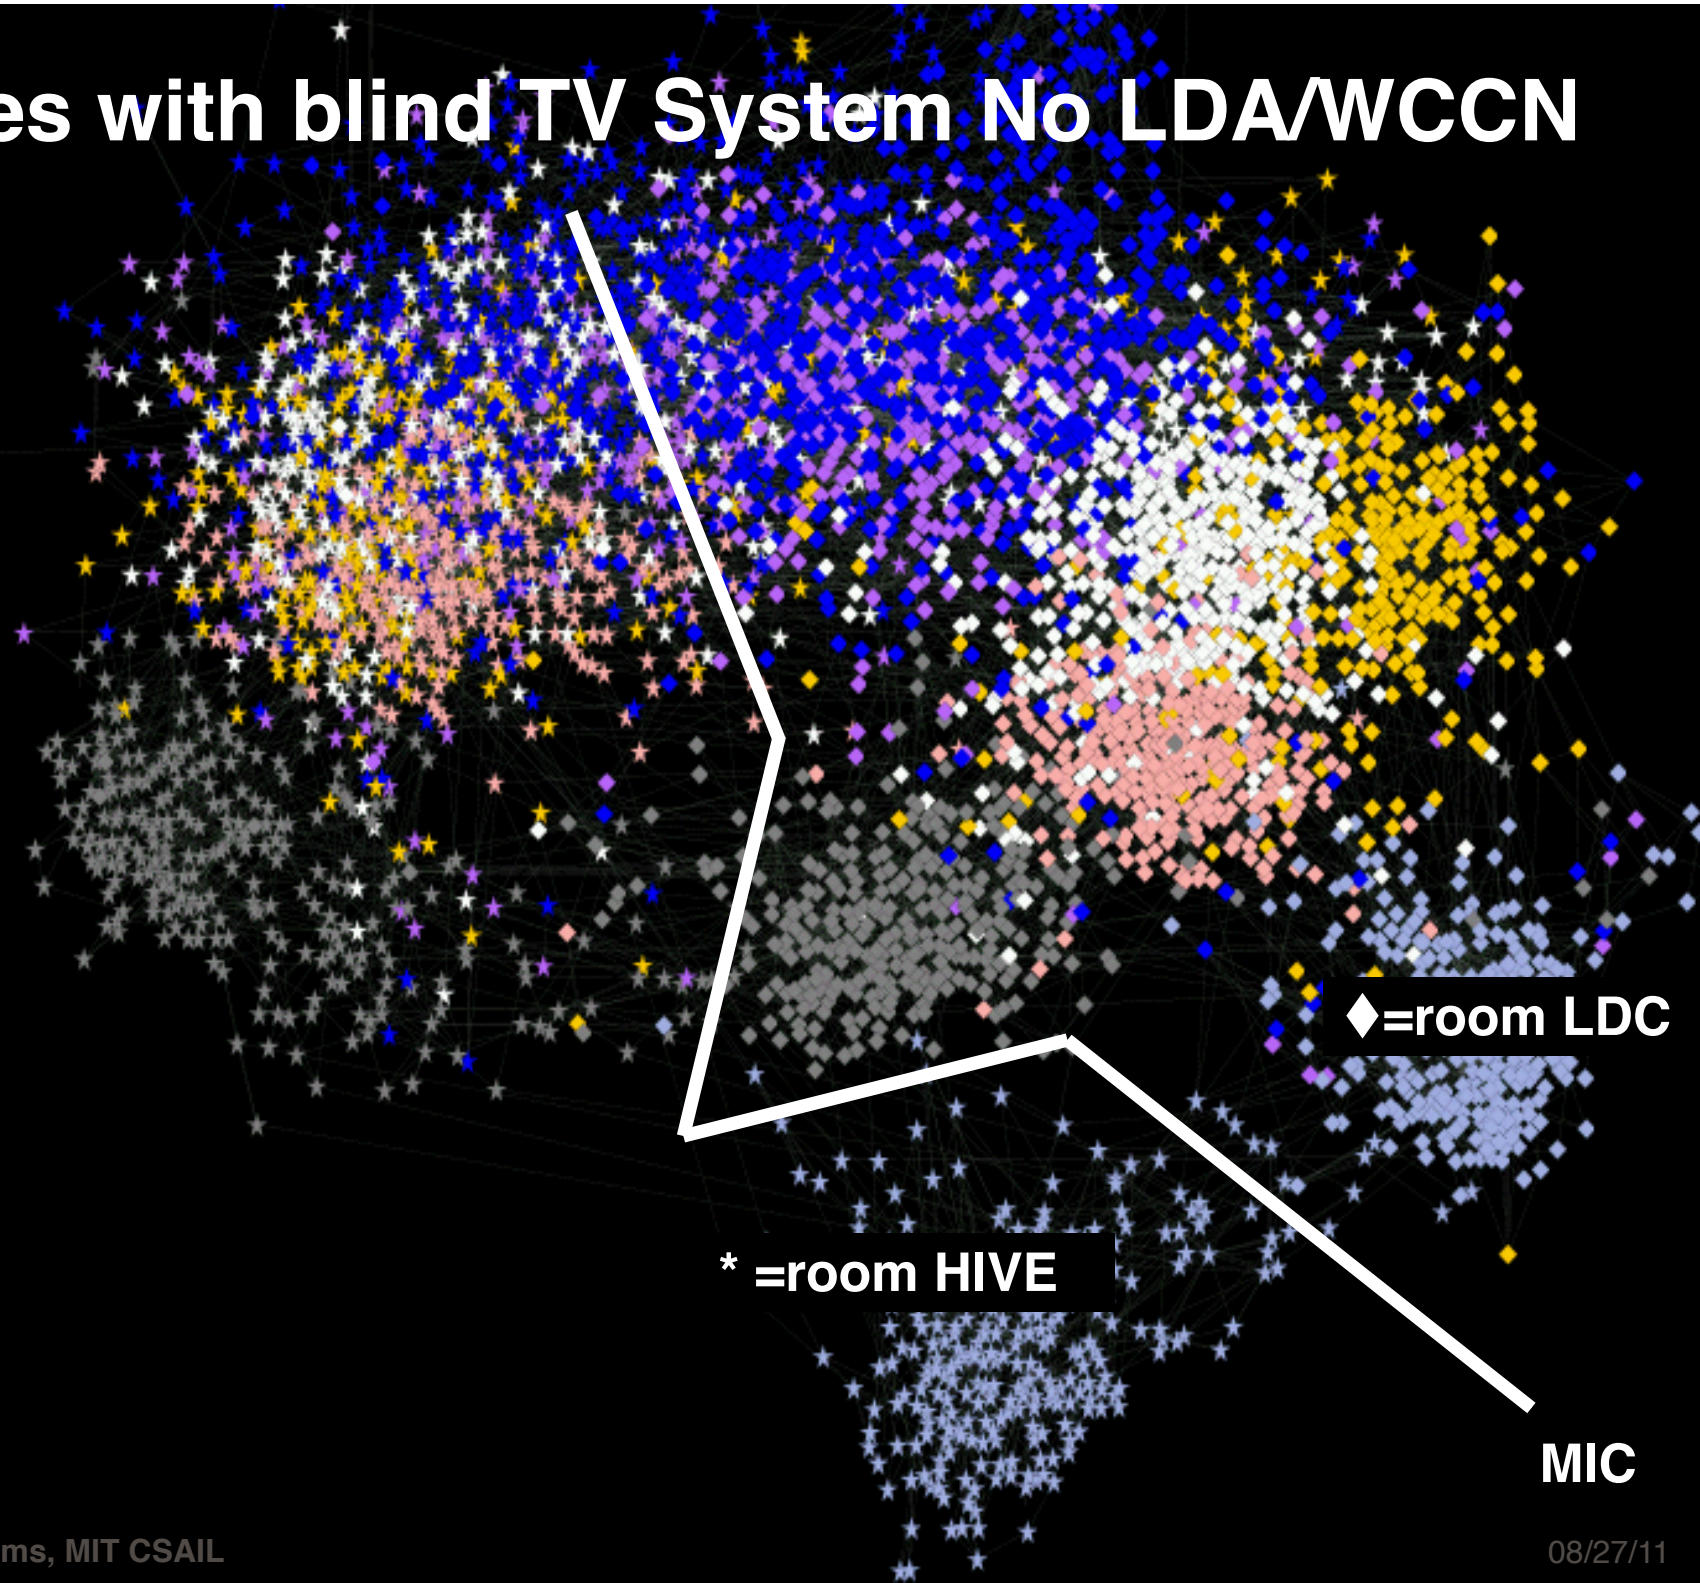 es with blind TV System No LDA/WCCN
♦=room LDC
* =room HIVE
MIC
ms, MIT CSAIL
08/27/11